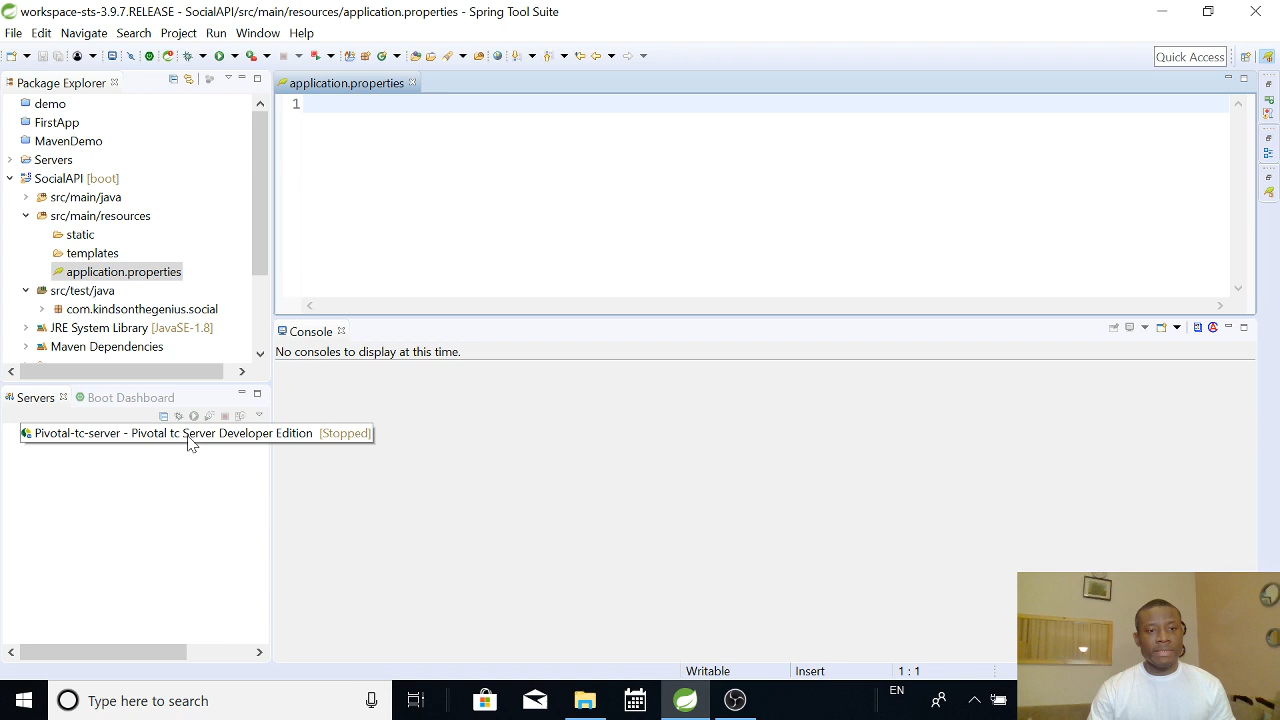 workspace-sts-3.9.7.RELEASE - SocialAPI/src/main/resources/application.properties - Spring Tool Suite
File Edit Navigate Search Project Run Window Help
Quick Access
Package Explorer
demo
FirstApp
MavenDemo
Servers
SocialAPI [boot]
src/main/java
src/main/resources
static
templates
application.properties
src/test/java
com.kindsonthegenius.social
JRE System Library [JavaSE-1.8]
Maven Dependencies
application.properties
1
Servers
Boot Dashboard
Pivotal-tc-server - Pivotal tc Server Developer Edition [Stopped]
Console
No consoles to display at this time.
Writable
Insert
1 : 1
Type here to search
EN